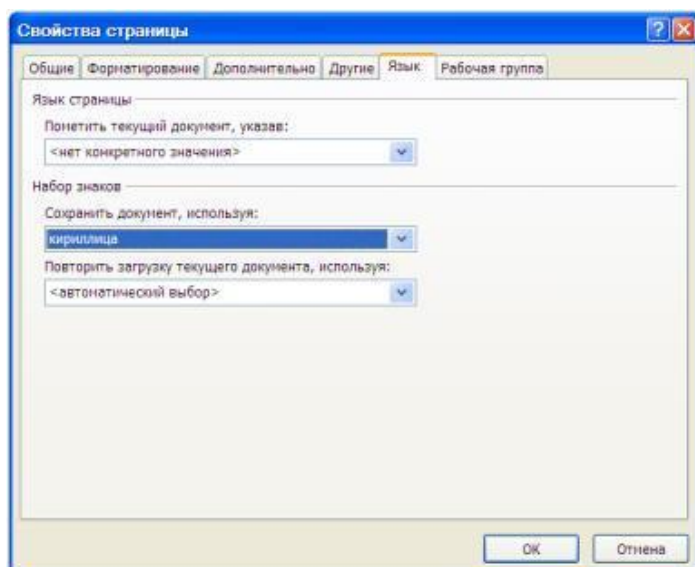 Свойства страницы
Общие Форматирование Дополнительно Другие Язык Рабочая группа
Язык страницы
Пометить текущий документ, указав:
<нет конкретного значения>
Набор знаков
Сохранить документ, используя:
кириллица
Повторить загрузку текущего документа, используя:
<автоматический выбор>
ОК Отмена